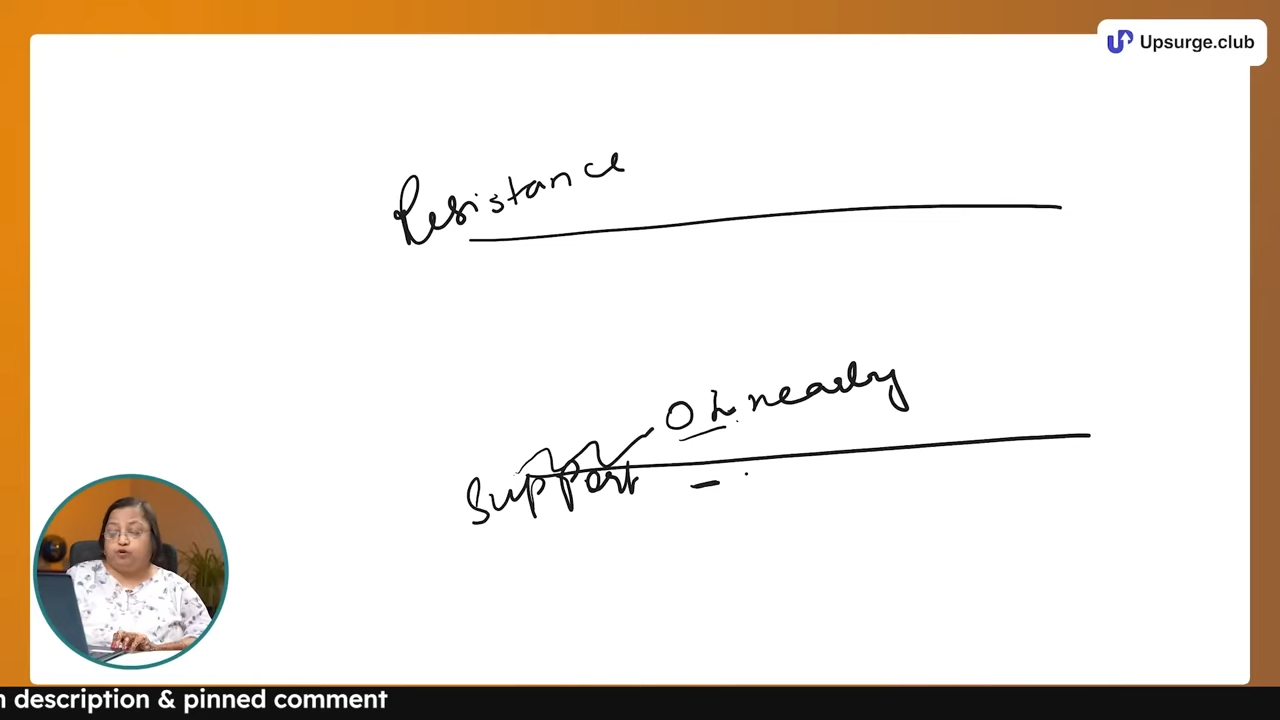 Upsurge.club
Resistance
OL nearly
Support -
n description & pinned comment